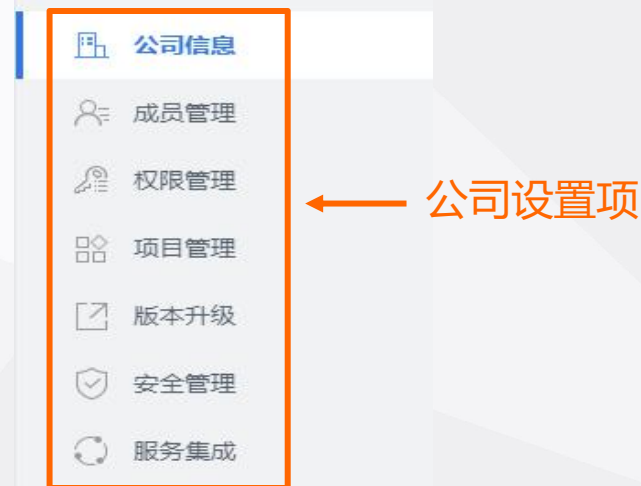 公司信息
成员管理
权限管理
公司设置项
项目管理
版本升级
安全管理
服务集成